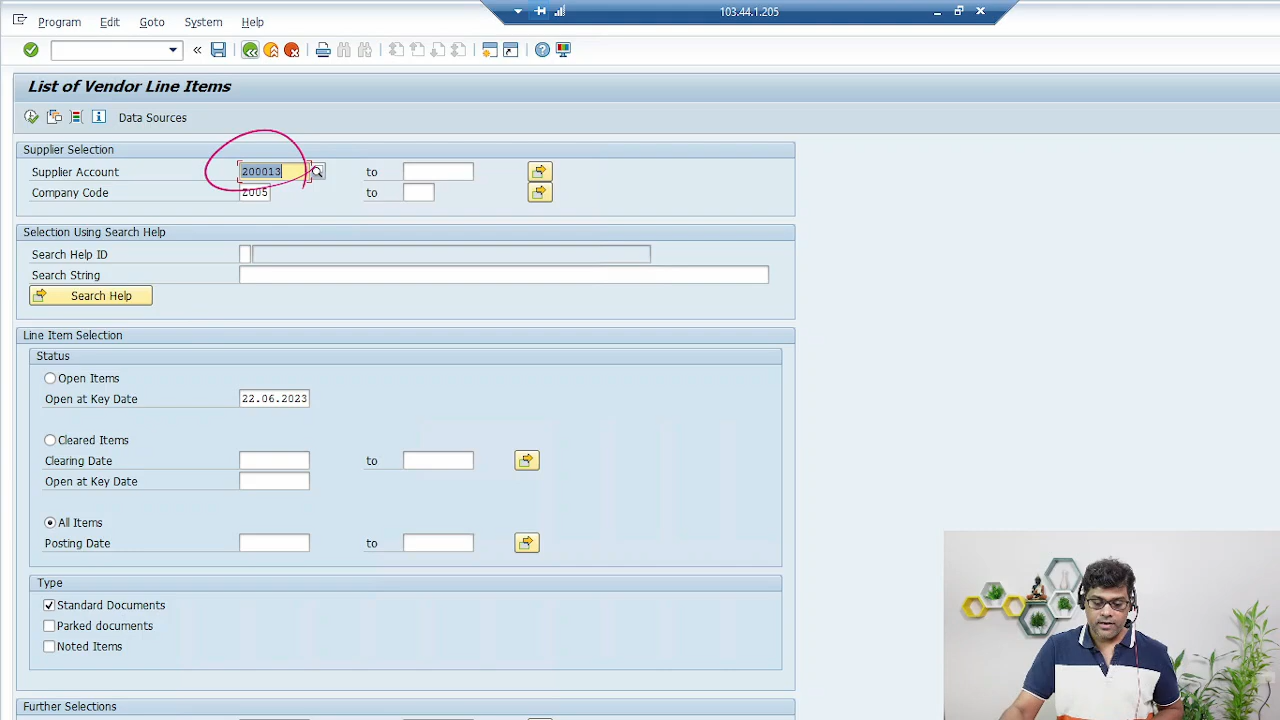 103.44.1.205
Program Edit Goto System Help
List of Vendor Line Items
Data Sources
Supplier Selection
Supplier Account 200013 to
Company Code Z005 to
Selection Using Search Help
Search Help ID
Search String
Search Help
Line Item Selection
Status
Open Items
Open at Key Date 22.06.2023
Cleared Items
Clearing Date to
Open at Key Date
All Items
Posting Date to
Type
Standard Documents
Parked documents
Noted Items
Further Selections